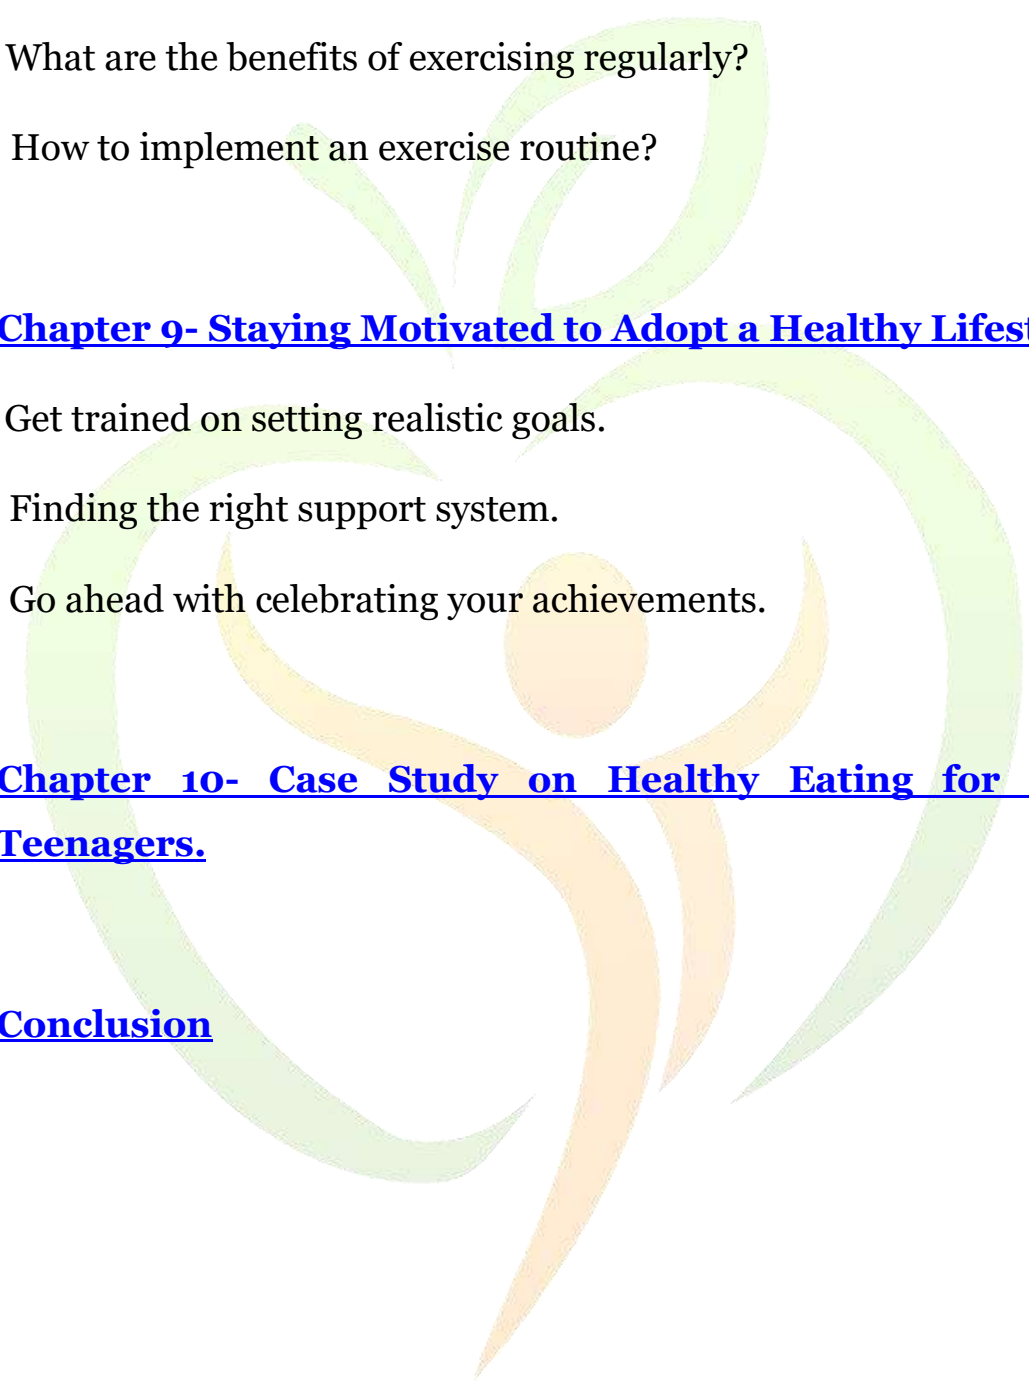 What are the benefits of exercising regularly?
How to implement an exercise routine?
Chapter 9- Staying Motivated to Adopt a Healthy Lifest
Get trained on setting realistic goals.
Finding the right support system.
Go ahead with celebrating your achievements.
Chapter 10- Case Study on Healthy Eating for
Teenagers.
Conclusion